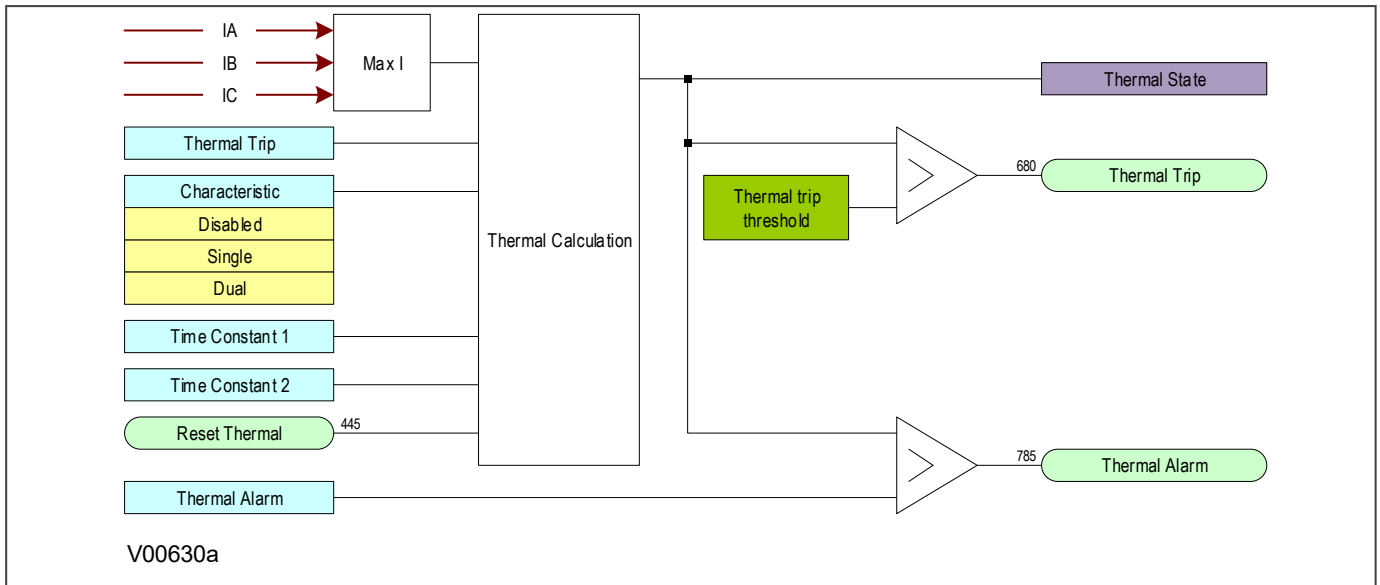 IA
IB
IC
Max I
Thermal Trip
Characteristic
Disabled
Single
Dual
Time Constant 1
Time Constant 2
Reset Thermal
445
Thermal Alarm
Thermal Calculation
Thermal State
Thermal trip
threshold
>
680
Thermal Trip
>
785
Thermal Alarm
V00630a